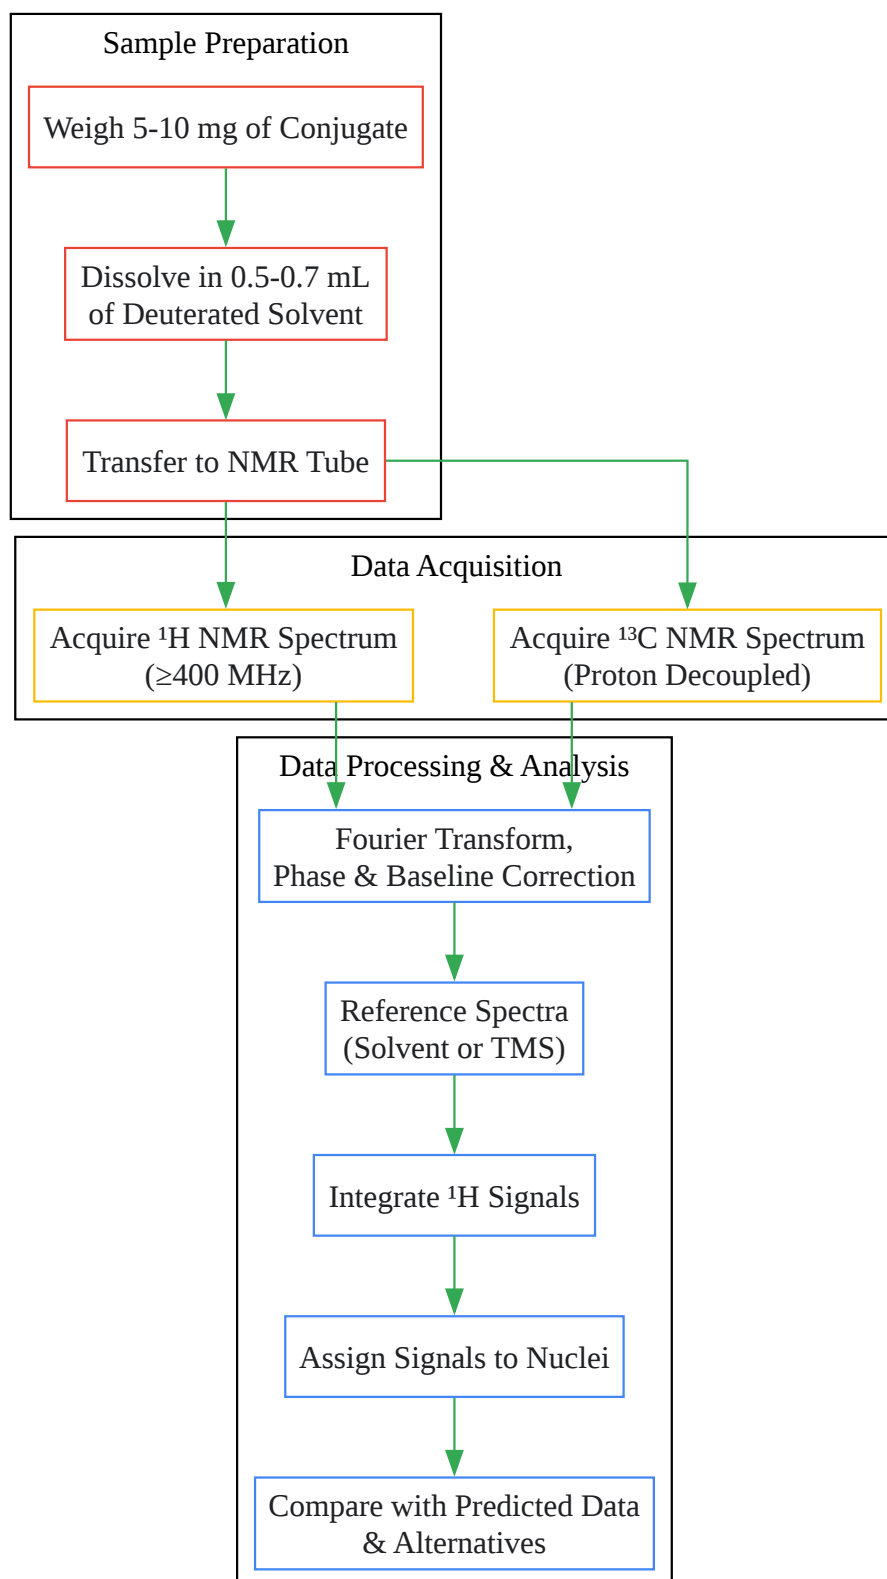 Sample Preparation
Weigh 5-10 mg of Conjugate
Dissolve in 0.5-0.7 mL
of Deuterated Solvent
Transfer to NMR Tube
Data Acquisition
Acquire ¹H NMR Spectrum
(≥400 MHz)
Acquire ¹³C NMR Spectrum
(Proton Decoupled)
Data Processing & Analysis
Fourier Transform,
Phase & Baseline Correction
Reference Spectra
(Solvent or TMS)
Integrate ¹H Signals
Assign Signals to Nuclei
Compare with Predicted Data
& Alternatives